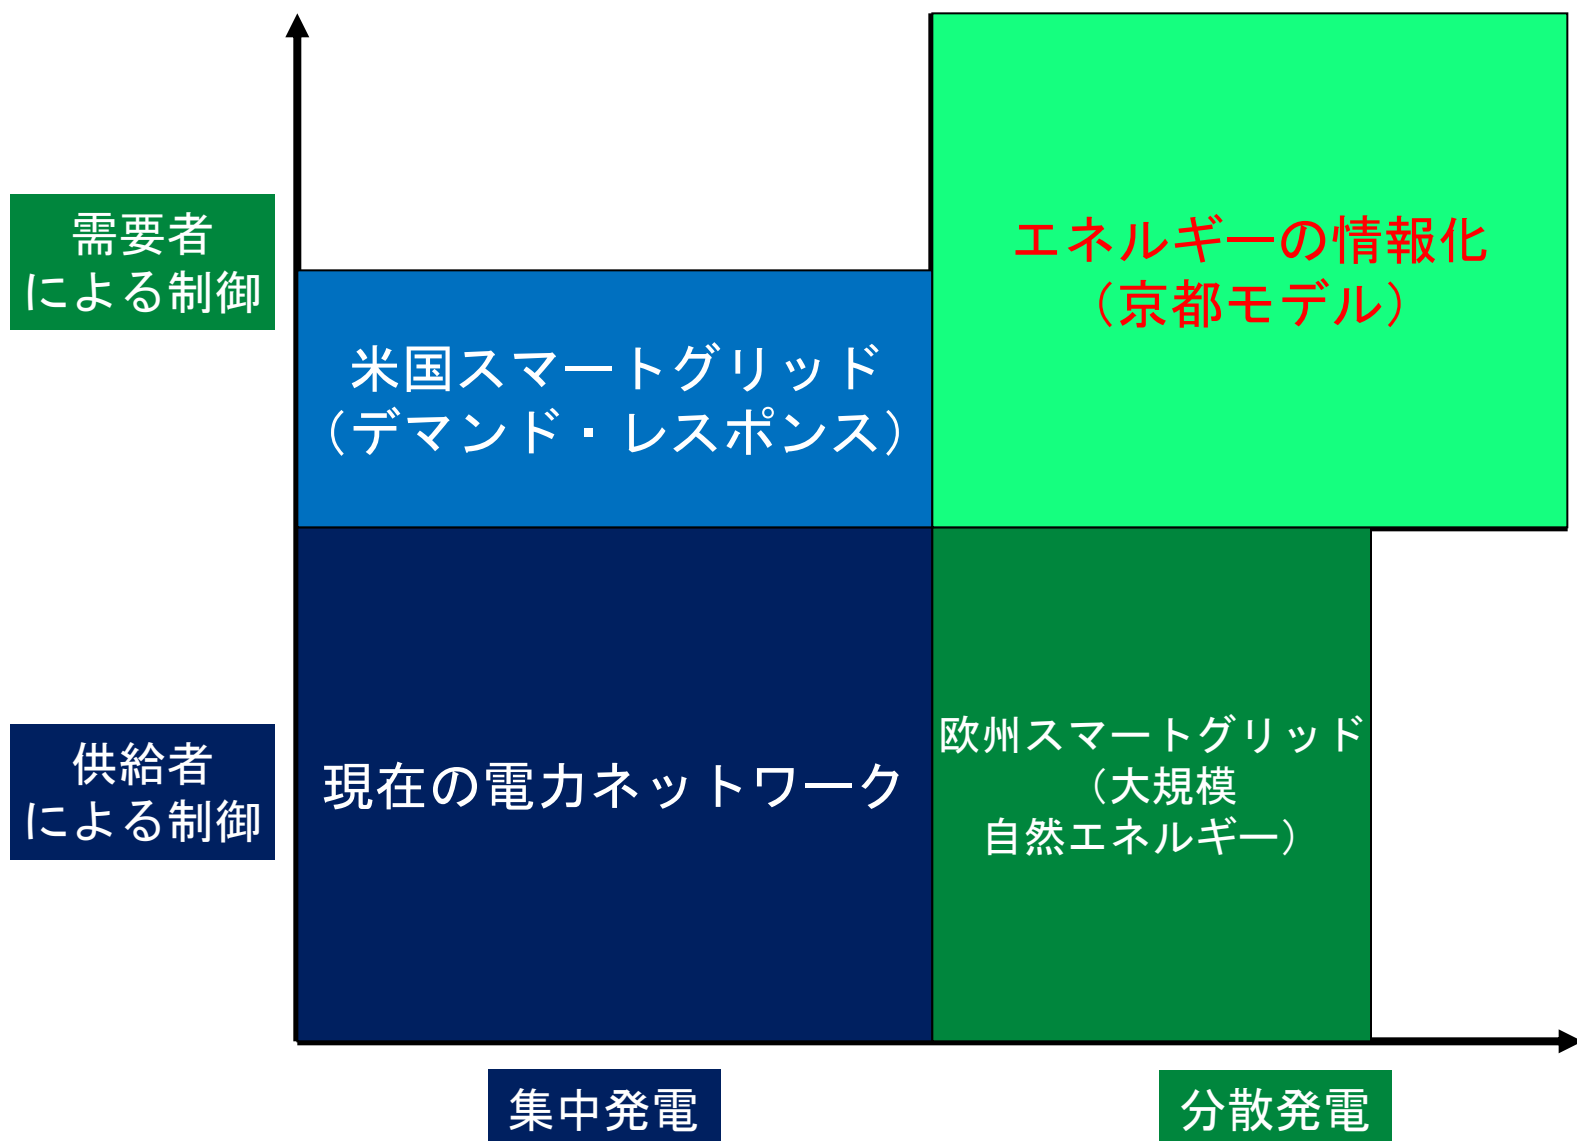 需要者
による制御
エネルギーの情報化
（京都モデル）
米国スマートグリッド
（デマンド・レスポンス）
供給者
による制御
現在の電力ネットワーク
欧州スマートグリッド
（大規模
自然エネルギー）
集中発電
分散発電